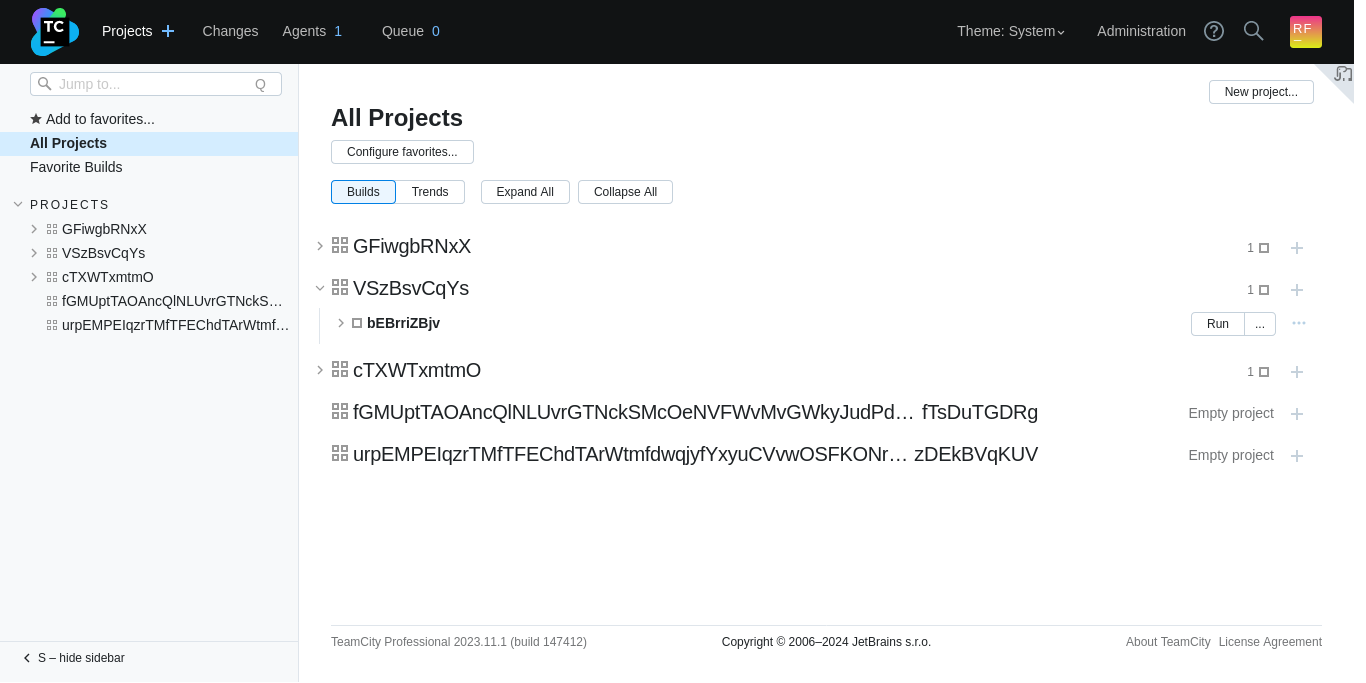 TC
Projects Changes Agents 1 Queue 0 Theme: System Administration RF
Jump to... Q
Add to favorites...
All Projects
Favorite Builds
PROJECTS
GFiwgbRNxX
VSzBsvCqYs
cTXWTxmtmO
fGMUptTAOAncQlNLUvrGTNckS...
urpEMPEIqzrTMfTFEChdTArWtmf...
S – hide sidebar
New project...
All Projects
Configure favorites...
Builds Trends Expand All Collapse All
GFiwgbRNxX 1
VSzBsvCqYs 1
bEBrriZBjv Run ...
cTXWTxmtmO 1
fGMUptTAOAncQlNLUvrGTNckSMcOeNVFWvMvGWkyJudPd... fTsDuTGDRg Empty project
urpEMPEIqzrTMfTFEChdTArWtmfdwqjyfYxyuCVvwOSFKONr... zDEkBVqKUV Empty project
TeamCity Professional 2023.11.1 (build 147412) Copyright © 2006–2024 JetBrains s.r.o. About TeamCity License Agreement